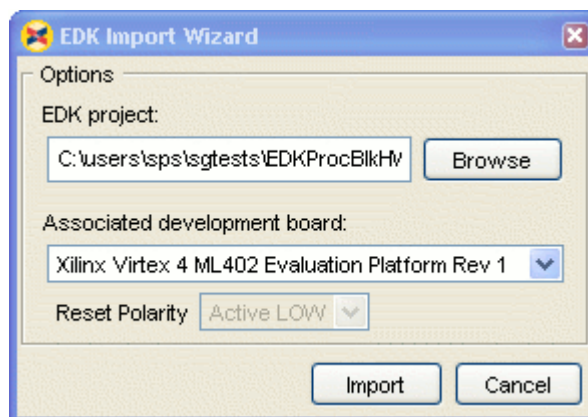 EDK Import Wizard
Options
EDK project:
C:\users\sps\sgtests\EDKProcBlkH
Browse
Associated development board:
Xilinx Virtex 4 ML402 Evaluation Platform Rev 1
Reset Polarity Active LOW
Import Cancel